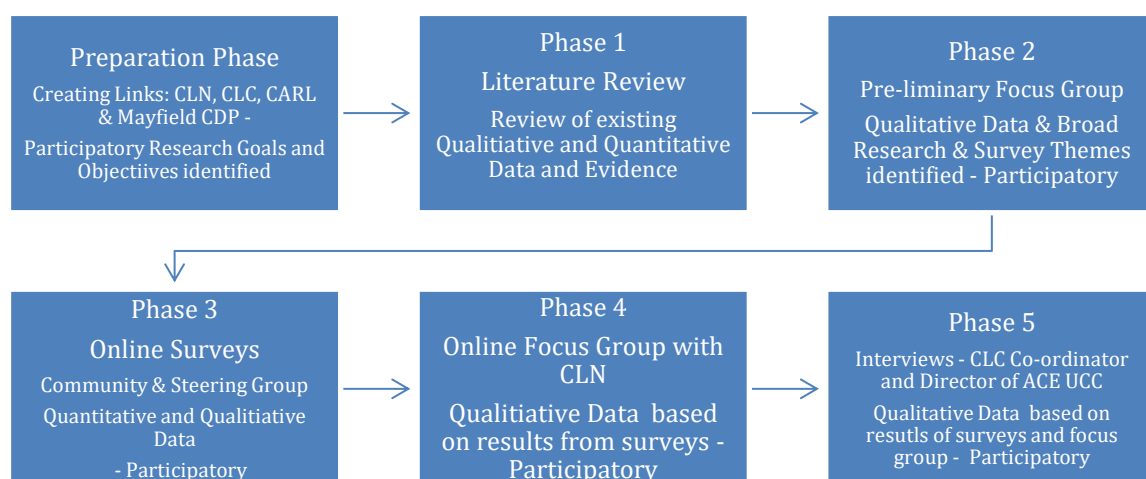 Preparation Phase
Creating Links: CLN, CLC, CARL
& Mayfield CDP -
Participatory Research Goals and
Objectiives identified
Phase 1
Literature Review
Review of existing
Qualitiative and Quantitative
Data and Evidence
Phase 2
Pre-liminary Focus Group
Qualitative Data & Broad
Research & Survey Themes
identified - Participatory
Phase 3
Online Surveys
Community & Steering Group
Quantitative and Qualitiative
Data
- Participatory
Phase 4
Online Focus Group with
CLN
Qualitiative Data based
on results from surveys -
Participatory
Phase 5
Interviews - CLC Co-ordinator
and Director of ACE UCC
Qualitative Data based on
resutls of surveys and focus
group - Participatory